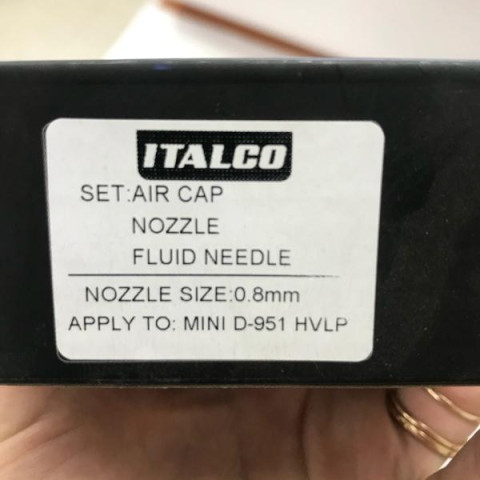 ITALCO
SET:AIR CAP
NOZZLE
FLUID NEEDLE
NOZZLE SIZE:0.8mm
APPLY TO: MINI D-951 HVLP